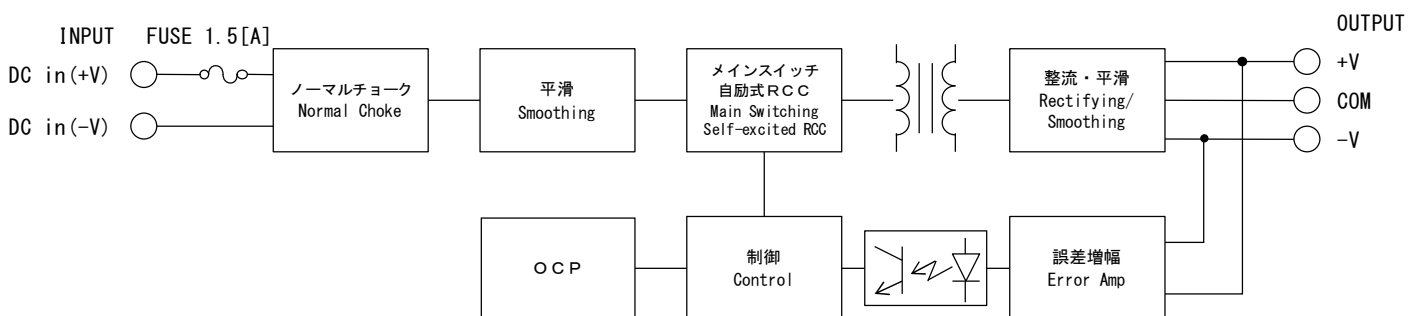 INPUT
FUSE 1.5[A]
OUTPUT
DC in(+V)
DC in(-V)
ノーマルチョーク
Normal Choke
平滑
Smoothing
メインスイッチ
自励式RCC
Main Switching
Self-excited RCC
整流・平滑
Rectifying/
Smoothing
+V
COM
-V
OCP
制御
Control
誤差増幅
Error Amp